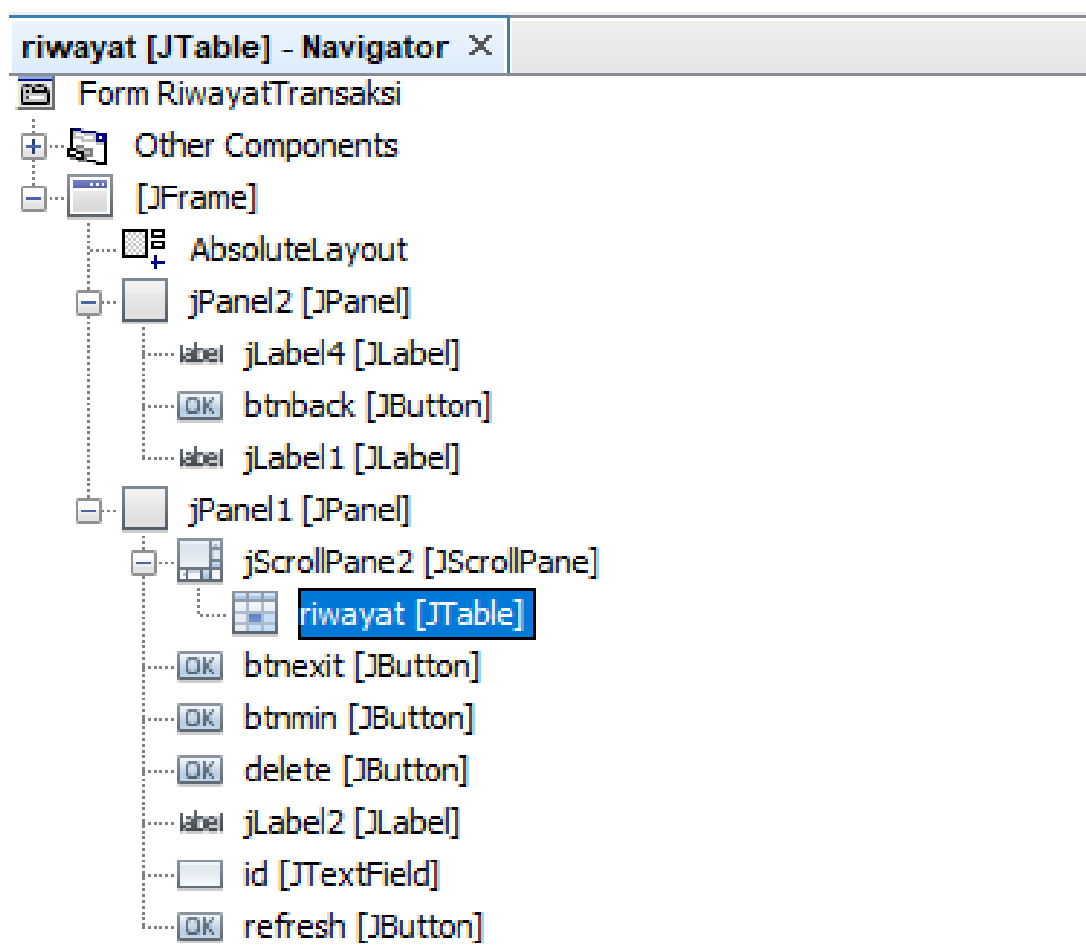 riwayat [JTable] - Navigator ×
Form RiwayatTransaksi
Other Components
[JFrame]
AbsoluteLayout
jPanel2 [JPanel]
label jLabel4 [JLabel]
OK btnback [JButton]
label jLabel1 [JLabel]
jPanel1 [JPanel]
jScrollPane2 [JScrollPane]
riwayat [JTable]
OK btnexit [JButton]
OK btnmin [JButton]
OK delete [JButton]
label jLabel2 [JLabel]
id [JTextField]
OK refresh [JButton]